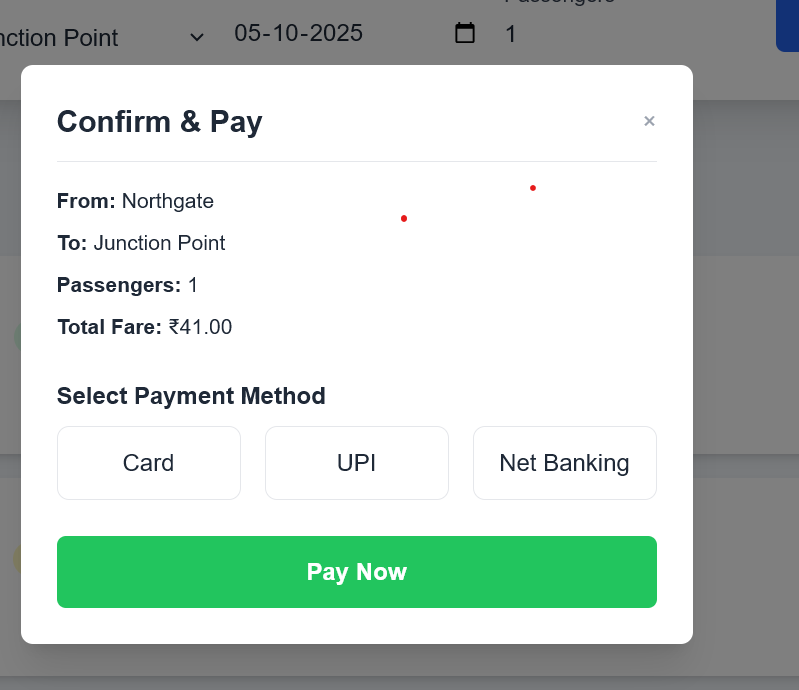 Passengers
nction Point 05-10-2025 1
Confirm & Pay ×
From: Northgate
To: Junction Point
Passengers: 1
Total Fare: ₹41.00
Select Payment Method
Card UPI Net Banking
Pay Now